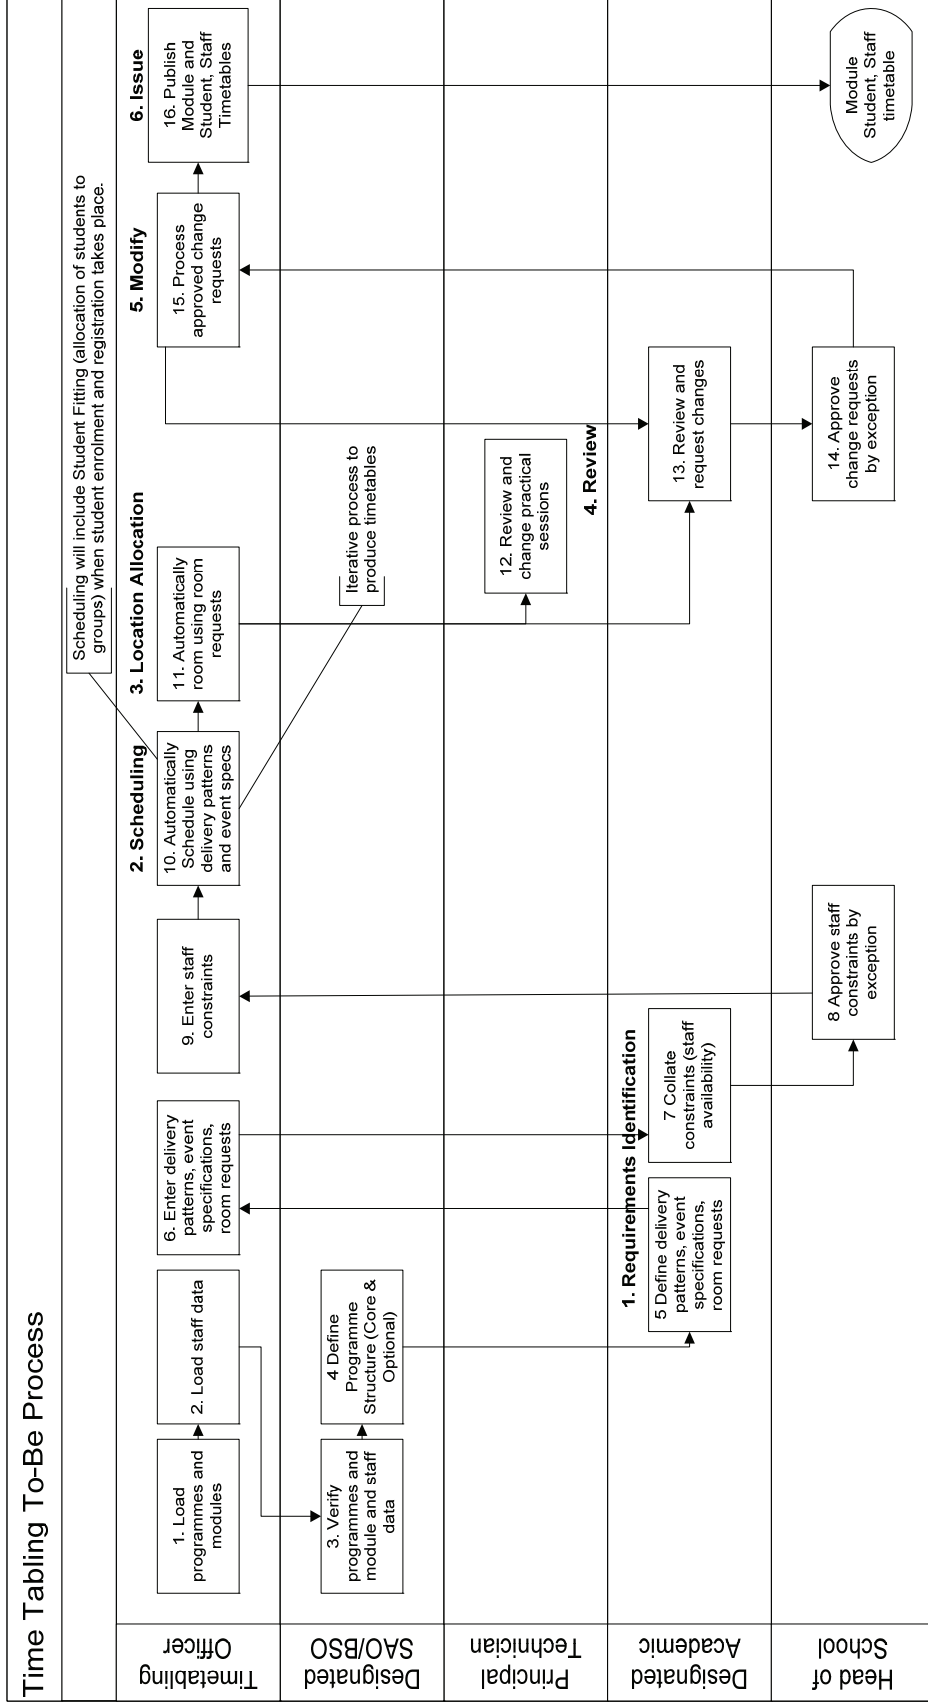 Time Tabling To-Be Process
Scheduling will include Student Fitting (allocation of students to
groups) when student enrolment and registration takes place.
Timetabling
Officer
1. Load
programmes and
modules
2. Load staff data
6. Enter delivery
patterns, event
specifications,
room requests
9. Enter staff
constraints
2. Scheduling
10. Automatically
Schedule using
delivery patterns
and event specs
3. Location Allocation
11. Automatically
room using room
requests
5. Modify
15. Process
approved change
requests
6. Issue
16. Publish
Module and
Student, Staff
Timetables
Designated
SAO/BSO
3. Verify
programmes and
module and staff
data
4 Define
Programme
Structure (Core &
Optional)
Iterative process to
produce timetables
Principal
Technician
12. Review and
change practical
sessions
4. Review
Designated
Academic
1. Requirements Identification
5 Define delivery
patterns, event
specifications,
room requests
7 Collate
constraints (staff
availability)
13. Review and
request changes
Head of
School
8 Approve staff
constraints by
exception
14. Approve
change requests
by exception
Module
Student, Staff
timetable